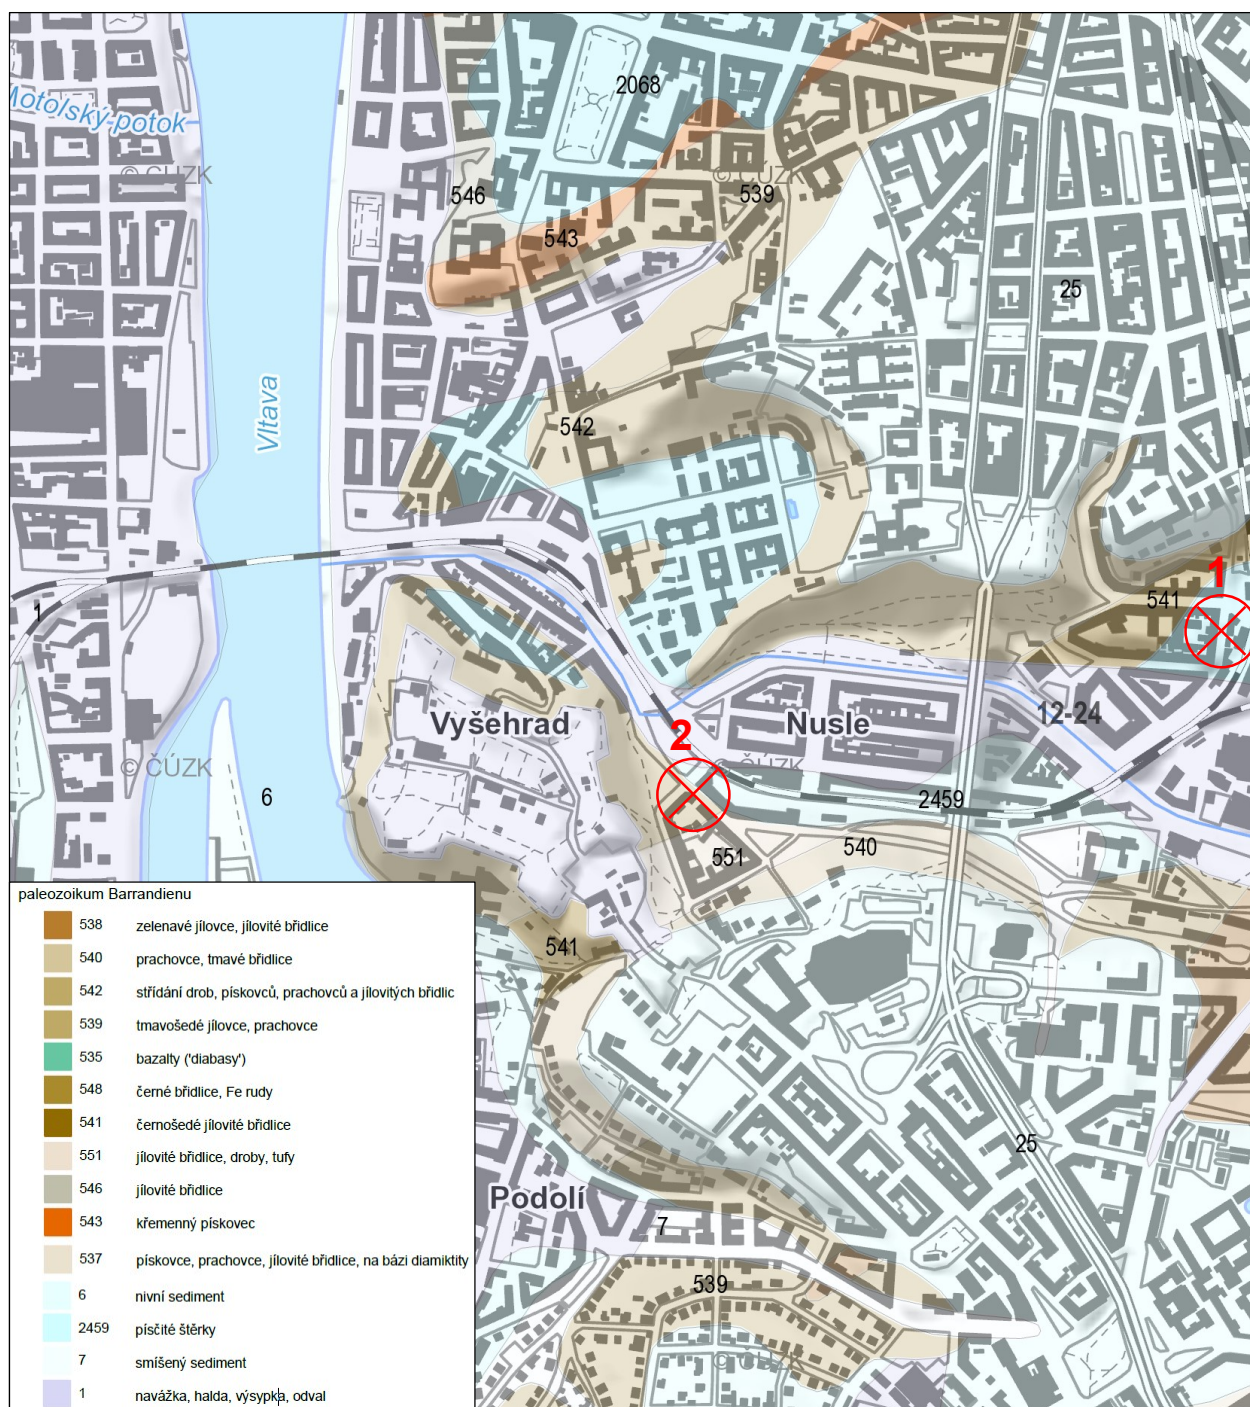 2068
Motolský potok
© ČÚZK
© ČÚZK
546
539
543
25
Vltava
542
1
1
541
Vyšehrad
Nusle
12-24
2
© ČÚZK
© ČÚZK
6
2459
540
551
541
25
Podolí
7
539
© ČÚZK
paleozoikum Barrandienu
538 zelenavé jílovce, jílovité břidlice
540 prachovce, tmavé břidlice
542 střídání drob, pískovců, prachovců a jílovitých břidlic
539 tmavošedé jílovce, prachovce
535 bazalty ('diabasy')
548 černé břidlice, Fe rudy
541 černošedé jílovité břidlice
551 jílovité břidlice, droby, tufy
546 jílovité břidlice
543 křemenný pískovec
537 pískovce, prachovce, jílovité břidlice, na bázi diamiktity
6 nivní sediment
2459 písčité štěrky
7 smíšený sediment
1 navážka, halda, výsypka, odval